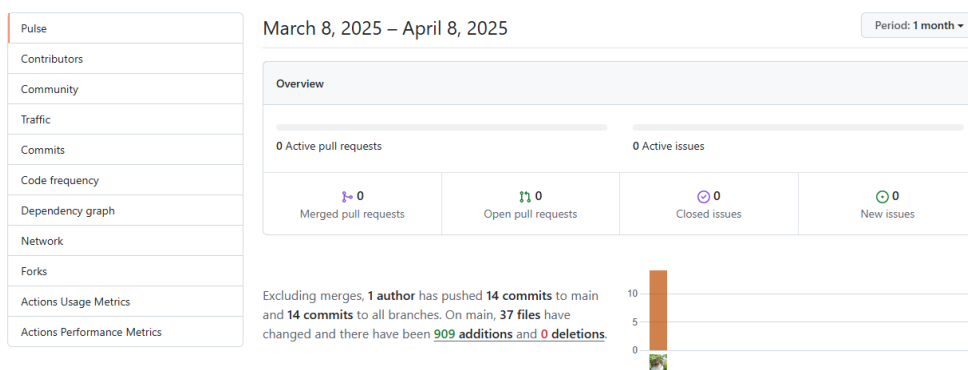 Pulse
Contributors
Community
Traffic
Commits
Code frequency
Dependency graph
Network
Forks
Actions Usage Metrics
Actions Performance Metrics
March 8, 2025 – April 8, 2025
Period: 1 month
Overview
0 Active pull requests
0 Active issues
0
Merged pull requests
0
Open pull requests
0
Closed issues
0
New issues
Excluding merges, 1 author has pushed 14 commits to main
and 14 commits to all branches. On main, 37 files have
changed and there have been 909 additions and 0 deletions.
10
5
0